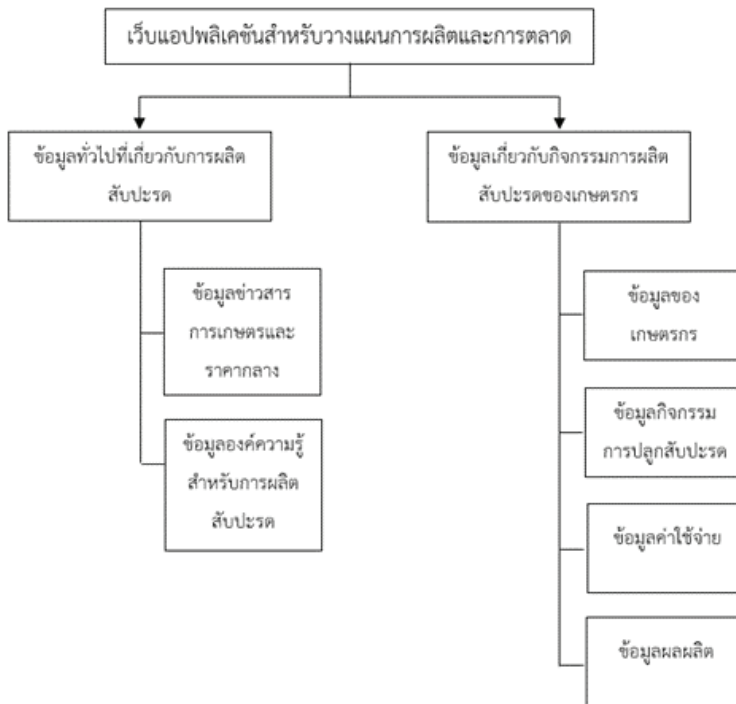 เว็บแอปพลิเคชันสำหรับวางแผนการผลิตและการตลาด
ข้อมูลทั่วไปที่เกี่ยวกับการผลิต
สับปะรด
ข้อมูลข่าวสาร
การเกษตรและ
ราคากลาง
ข้อมูลองค์ความรู้
สำหรับการผลิต
สับปะรด
ข้อมูลเกี่ยวกับกิจกรรมการผลิต
สับปะรดของเกษตรกร
ข้อมูลของ
เกษตรกร
ข้อมูลกิจกรรม
การปลูกสับปะรด
ข้อมูลค่าใช้จ่าย
ข้อมูลผลผลิต